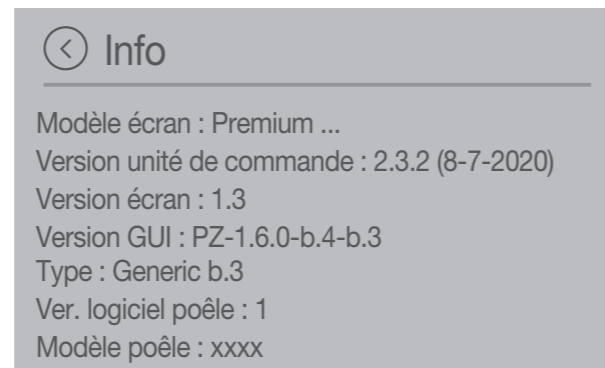 Info
Modèle écran : Premium ...
Version unité de commande : 2.3.2 (8-7-2020)
Version écran : 1.3
Version GUI : PZ-1.6.0-b.4-b.3
Type : Generic b.3
Ver. logiciel poêle : 1
Modèle poêle : xxxx